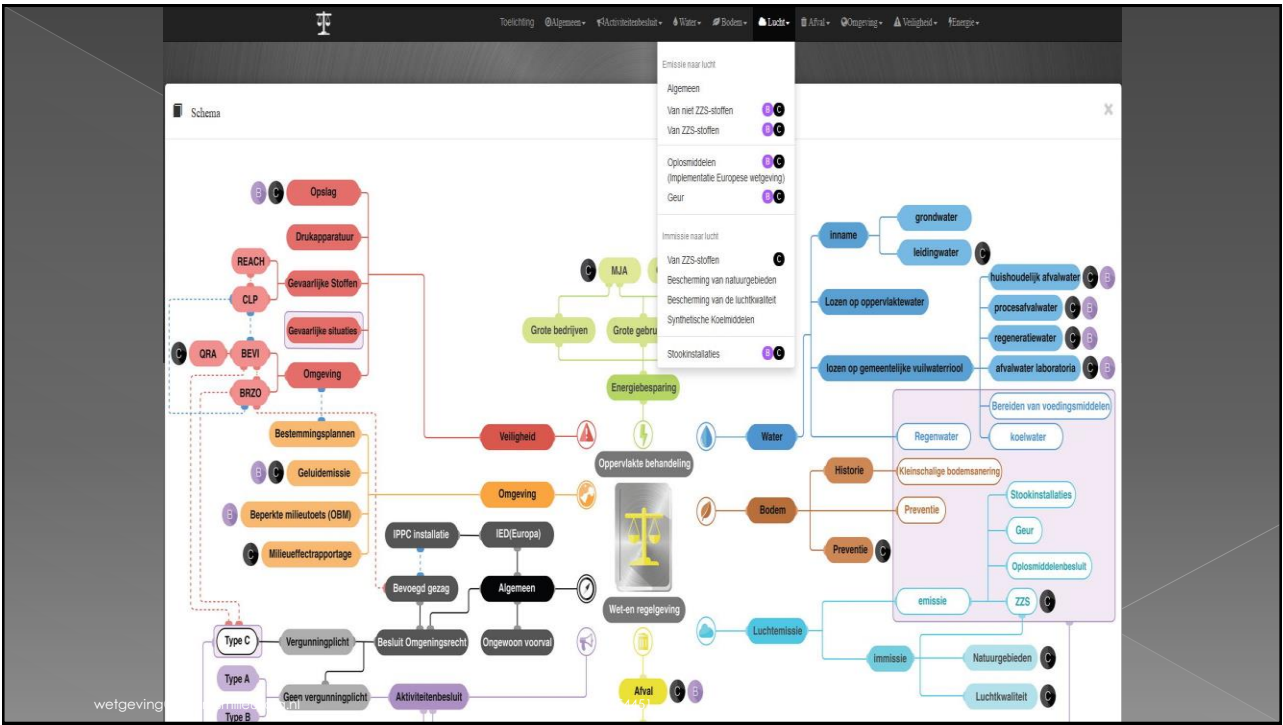 Toelichting Algemeen Activiteitenbesluit Water Bodem Lucht Afval Omgeving Veiligheid Energie
Schema
Emissie naar lucht
Algemeen
Van niet ZZS-stoffen B C
Van ZZS-stoffen B C
Oplosmiddelen B C
(Implementatie Europese wetgeving)
Geur B C
Immissie naar lucht
Van ZZS-stoffen C
Bescherming van natuurgebieden
Bescherming van de luchtkwaliteit
Synthetische Koelmiddelen
Stookinstallaties B C
B C Opslag
Drukapparatuur
REACH
Gevaarlijke Stoffen
CLP
Gevaarlijke situaties
C QRA BEVI
Omgeving
BRZO
Bestemmingsplannen
B C Geluidemissie
B Beperkte milieutoets (OBM)
C Milieueffectrapportage
Veiligheid
Omgeving
IPPC installatie IED(Europa)
Bevoegd gezag Algemeen
Type C Vergunningplicht Besluit Omgeningsrecht Ongewoon voorval
Type A
Geen vergunningplicht Aktiviteitenbesluit
Type B
C MJA
Grote bedrijven Grote gebru
Energiebesparing
Oppervlakte behandeling
Wet-en regelgeving
Afval C B
Water
inname
grondwater
leidingwater C
Lozen op oppervlaktewater
lozen op gemeentelijke vuilwaterriool
huishoudelijk afvalwater C B
procesafvalwater C B
regeneratiewater C B
afvalwater laboratoria C B
Bereiden van voedingsmiddelen
Regenwater koelwater
Bodem
Historie Kleinschalige bodemsanering
Preventie
Preventie C
Stookinstallaties
Geur
Oplosmiddelenbesluit
emissie ZZS C
Luchtemissie
Immissie Natuurgebieden C
Luchtkwaliteit C
wetgeving